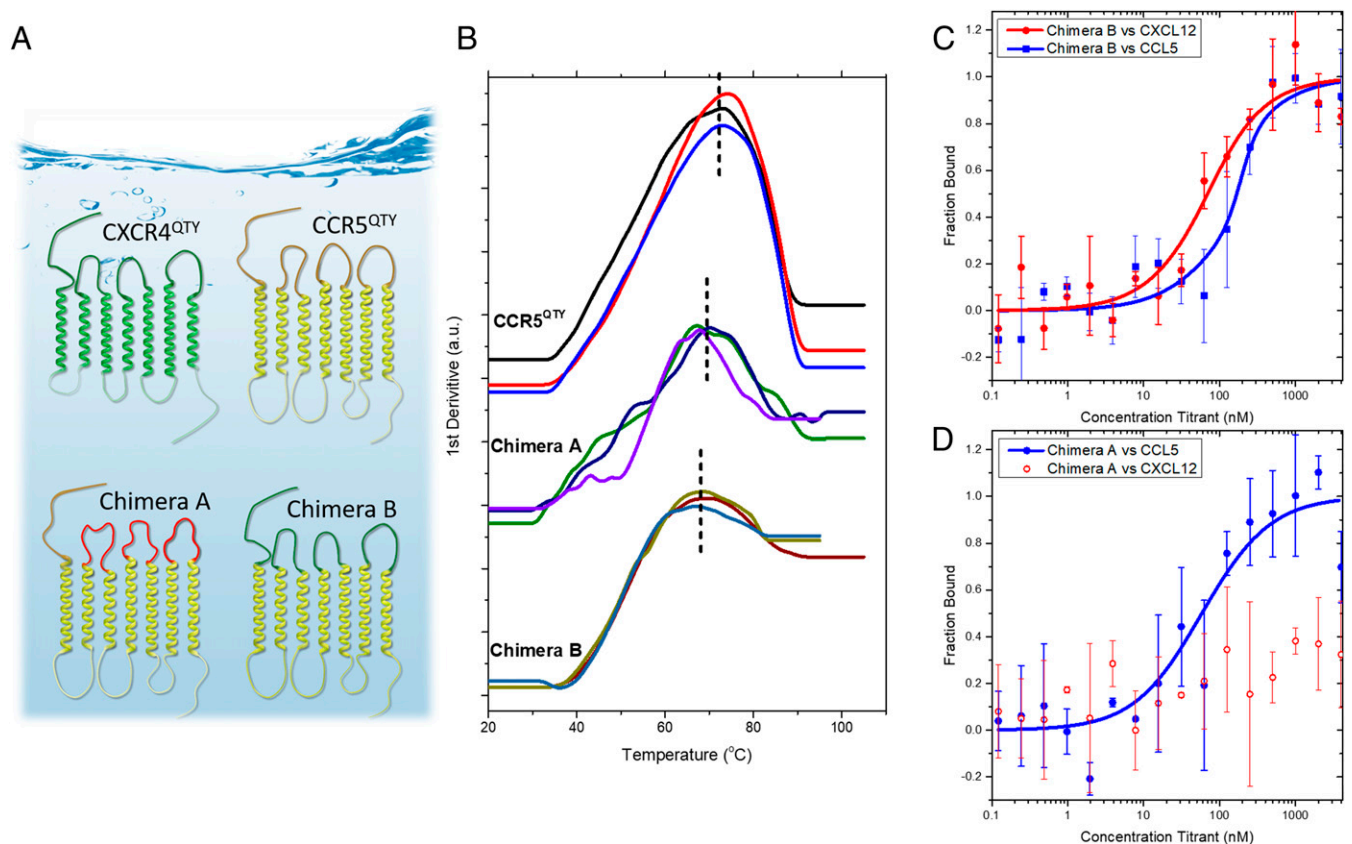 A
CXCR4QTY
CCR5QTY
Chimera A
Chimera B
B
1st Derivitive (a.u.)
CCR5QTY
Chimera A
Chimera B
20 40 60 80 100
Temperature (°C)
C
Chimera B vs CXCL12
Chimera B vs CCL5
Fraction Bound
1.2
1.0
0.8
0.6
0.4
0.2
0.0
-0.2
0.1 1 10 100 1000
Concentration Titrant (nM)
D
Chimera A vs CCL5
Chimera A vs CXCL12
Fraction Bound
1.2
1.0
0.8
0.6
0.4
0.2
0.0
-0.2
0.1 1 10 100 1000
Concentration Titrant (nM)